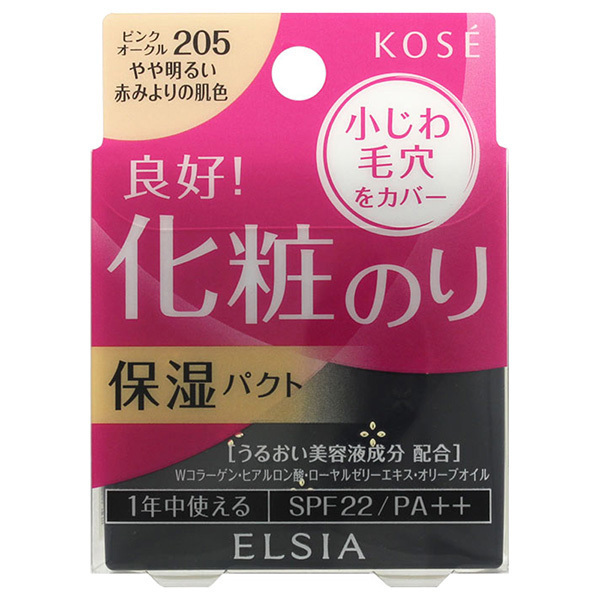 ピンク
オークル 205
やや明るい
赤みよりの肌色
KOSÉ
小じわ
毛穴
をカバー
良好!
化粧のり
保湿パクト
[うるおい美容液成分 配合]
Wコラーゲン・ヒアルロン酸・ローヤルゼリーエキス・オリーブオイル
1年中使える SPF22/PA++
ELSIA